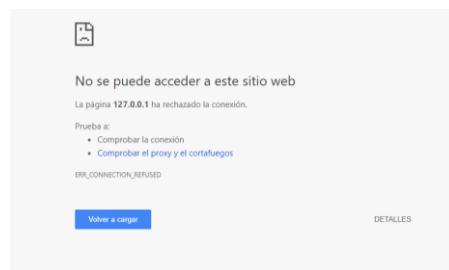 No se puede acceder a este sitio web
La página 127.0.0.1 ha rechazado la conexión.
Prueba a:
• Comprobar la conexión
• Comprobar el proxy y el cortafuegos
ERR_CONNECTION_REFUSED
Volver a cargar DETALLES